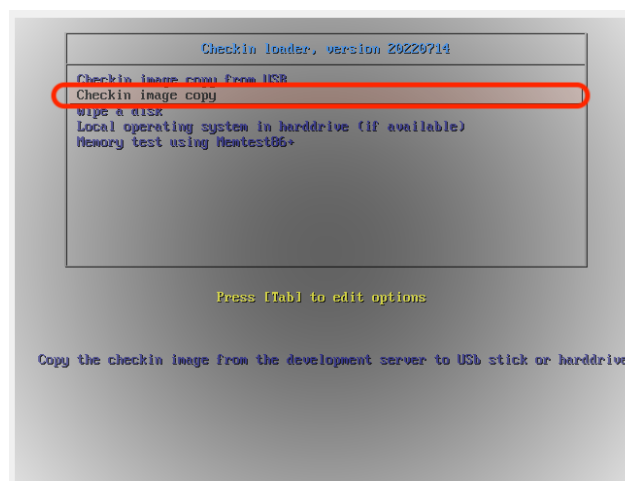 Checkin loader, version 20220714
Checkin image copy from USB
Checkin image copy
Wipe a disk
Local operating system in harddrive (if available)
Memory test using Memtest86+
Press [Tab] to edit options
Copy the checkin image from the development server to USb stick or harddrive